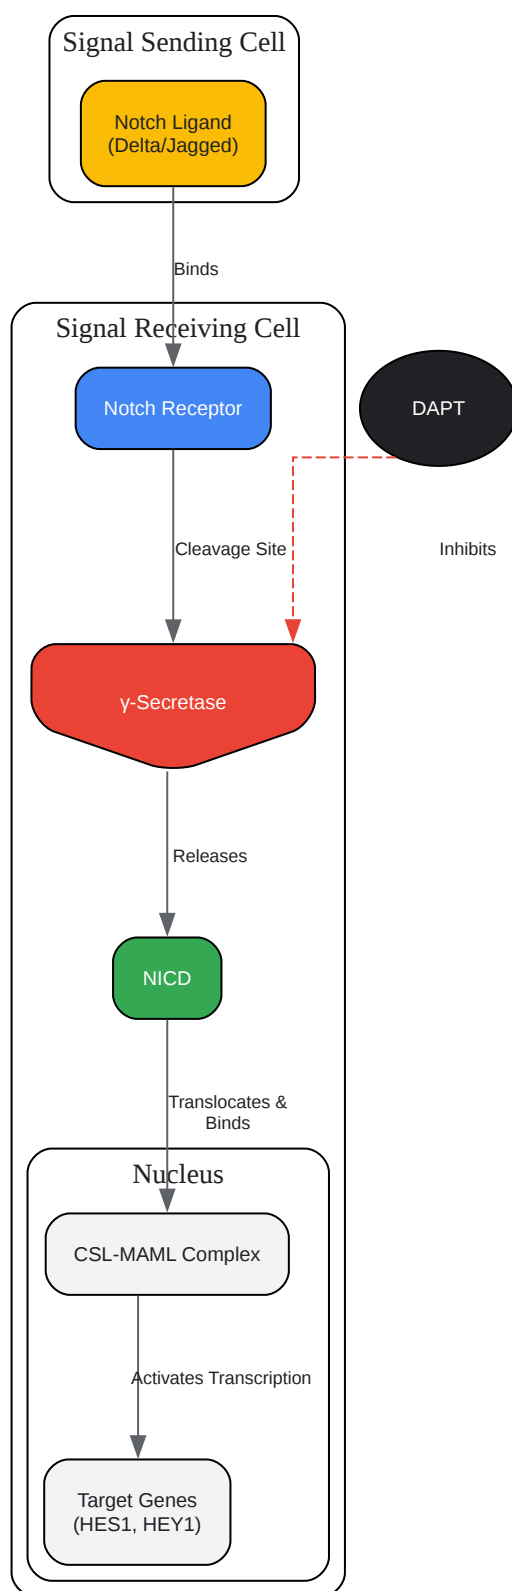 Signal Sending Cell
Notch Ligand
(Delta/Jagged)
Binds
Signal Receiving Cell
Notch Receptor
DAPT
Cleavage Site
Inhibits
γ-Secretase
Releases
NICD
Translocates &
Binds
Nucleus
CSL-MAML Complex
Activates Transcription
Target Genes
(HES1, HEY1)